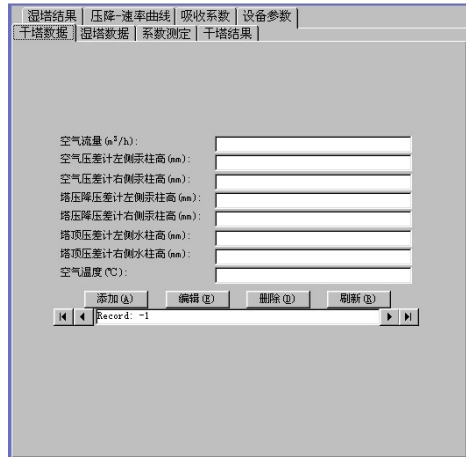 湿塔结果 压降-速率曲线 吸收系数 设备参数
干塔数据 湿塔数据 系数测定 干塔结果
空气流量(m³/h):
空气压差计左侧汞柱高(mm):
空气压差计右侧汞柱高(mm):
塔压降压差计左侧汞柱高(mm):
塔压降压差计右侧汞柱高(mm):
塔顶压差计左侧水柱高(mm):
塔顶压差计右侧水柱高(mm):
空气温度(℃):
添加(A) 编辑(E) 删除(D) 刷新(R)
Record: -1